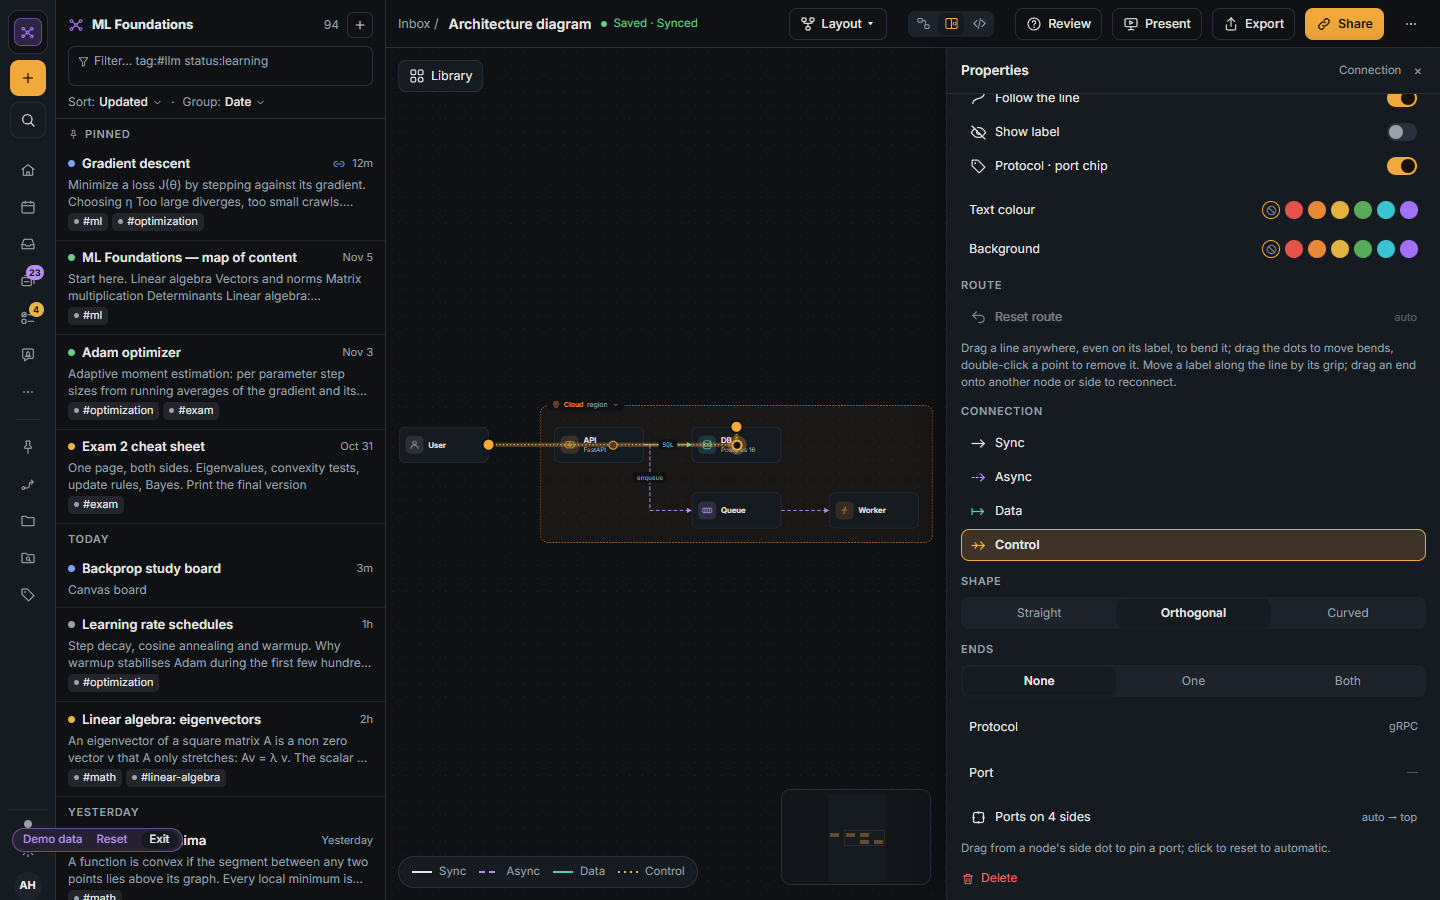 ML Foundations
94
Filter... tag:#llm status:learning
Sort: Updated · Group: Date
PINNED
Gradient descent
12m
Minimize a loss J(θ) by stepping against its gradient.
Choosing η Too large diverges, too small crawls....
#ml
#optimization
ML Foundations — map of content
Nov 5
Start here. Linear algebra Vectors and norms Matrix
multiplication Determinants Linear algebra:...
#ml
Adam optimizer
Nov 3
Adaptive moment estimation: per parameter step
sizes from running averages of the gradient and its...
#optimization
#exam
Exam 2 cheat sheet
Oct 31
One page, both sides. Eigenvalues, convexity tests,
update rules, Bayes. Print the final version
#exam
TODAY
Backprop study board
3m
Canvas board
Learning rate schedules
1h
Step decay, cosine annealing and warmup. Why
warmup stabilises Adam during the first few hundre...
#optimization
Linear algebra: eigenvectors
2h
An eigenvector of a square matrix A is a non zero
vector v that A only stretches: Av = λ v. The scalar ...
#math
#linear-algebra
YESTERDAY
ima
Yesterday
A function is convex if the segment between any two
points lies above its graph. Every local minimum is...
#math
23
4
Demo data
Reset
Exit
AH
Inbox /
Architecture diagram
Saved · Synced
Layout
Review
Present
Export
Share
Library
Cloud region
User
API
FastAPI
SQL
DB
enqueue
Queue
Worker
Sync
Async
Data
Control
Properties
Connection
Follow the line
Show label
Protocol · port chip
Text colour
Background
ROUTE
Reset route
auto
Drag a line anywhere, even on its label, to bend it; drag the dots to move bends,
double-click a point to remove it. Move a label along the line by its grip; drag an end
onto another node or side to reconnect.
CONNECTION
Sync
Async
Data
Control
SHAPE
Straight
Orthogonal
Curved
ENDS
None
One
Both
Protocol
gRPC
Port
—
Ports on 4 sides
auto → top
Drag from a node's side dot to pin a port; click to reset to automatic.
Delete